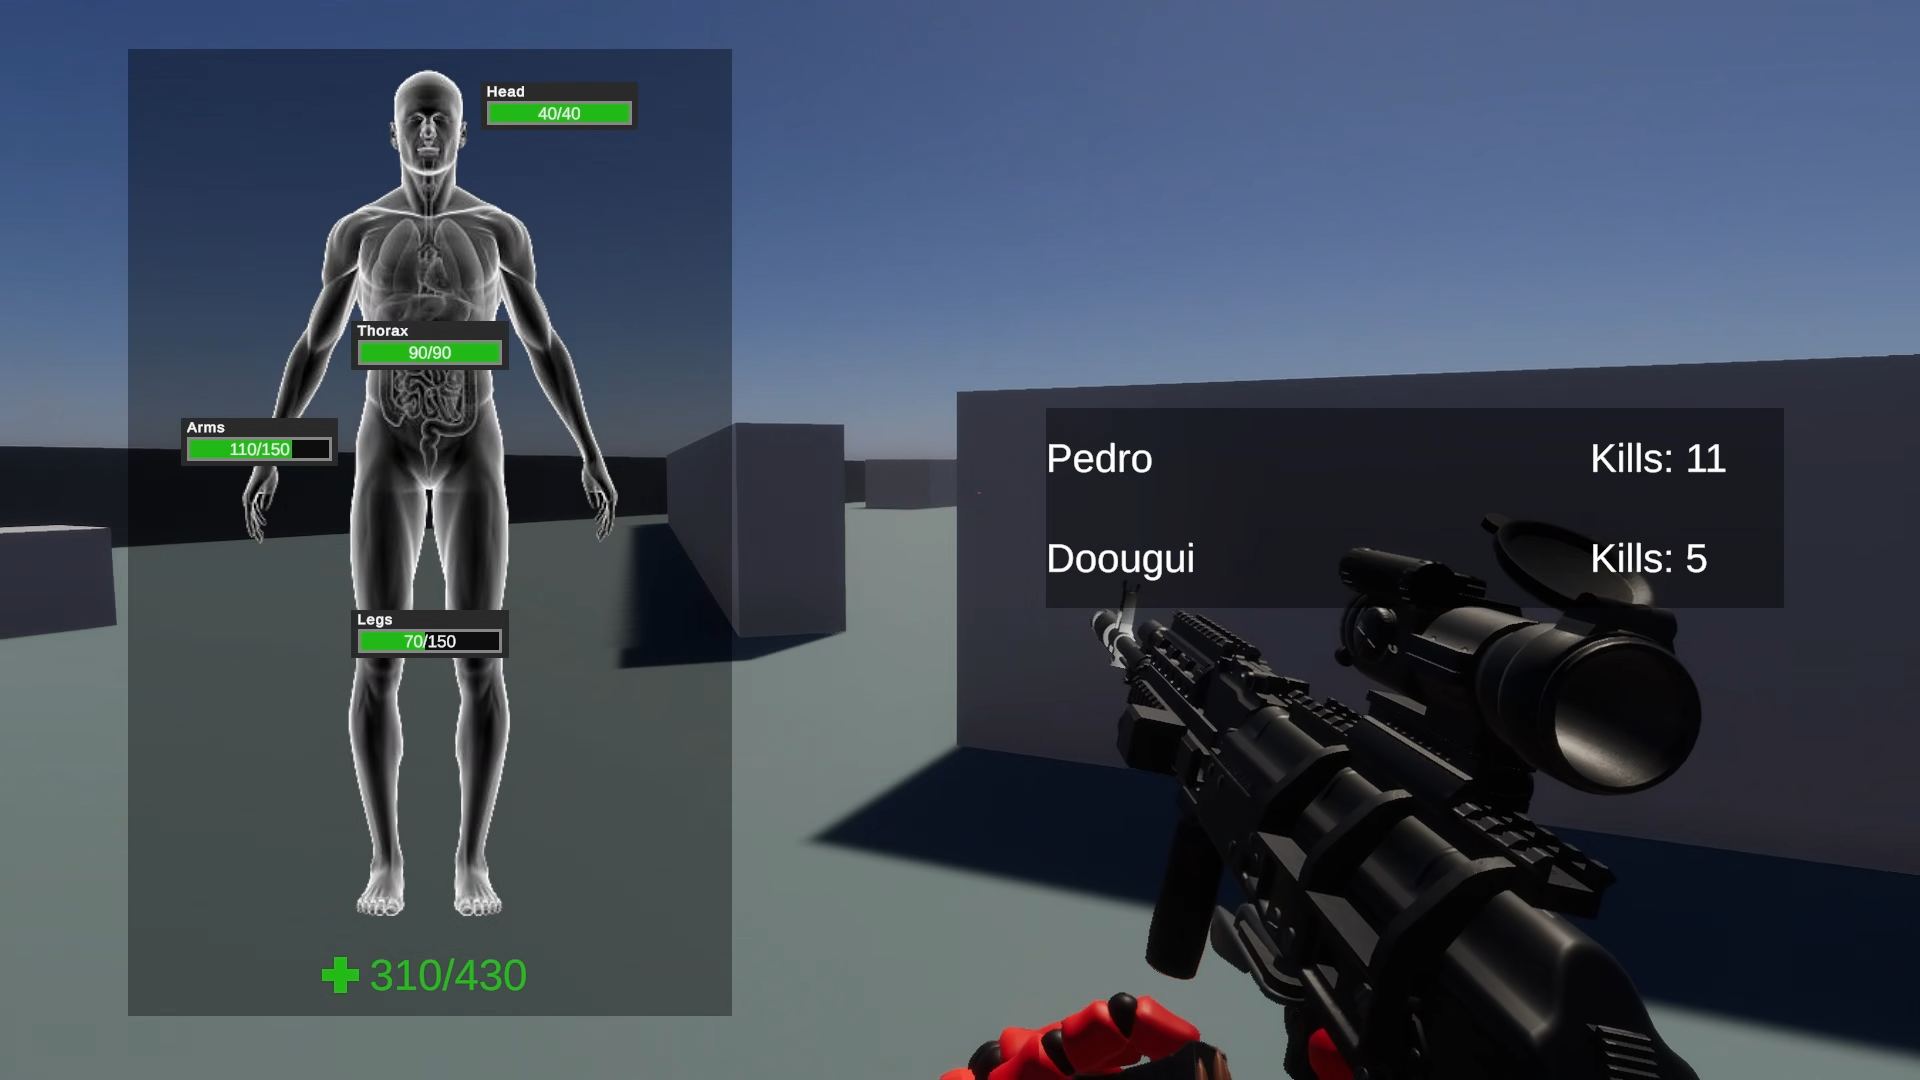 Head
40/40
Thorax
90/90
Arms
110/150
Legs
70/150
310/430
Pedro Kills: 11
Doougui Kills: 5